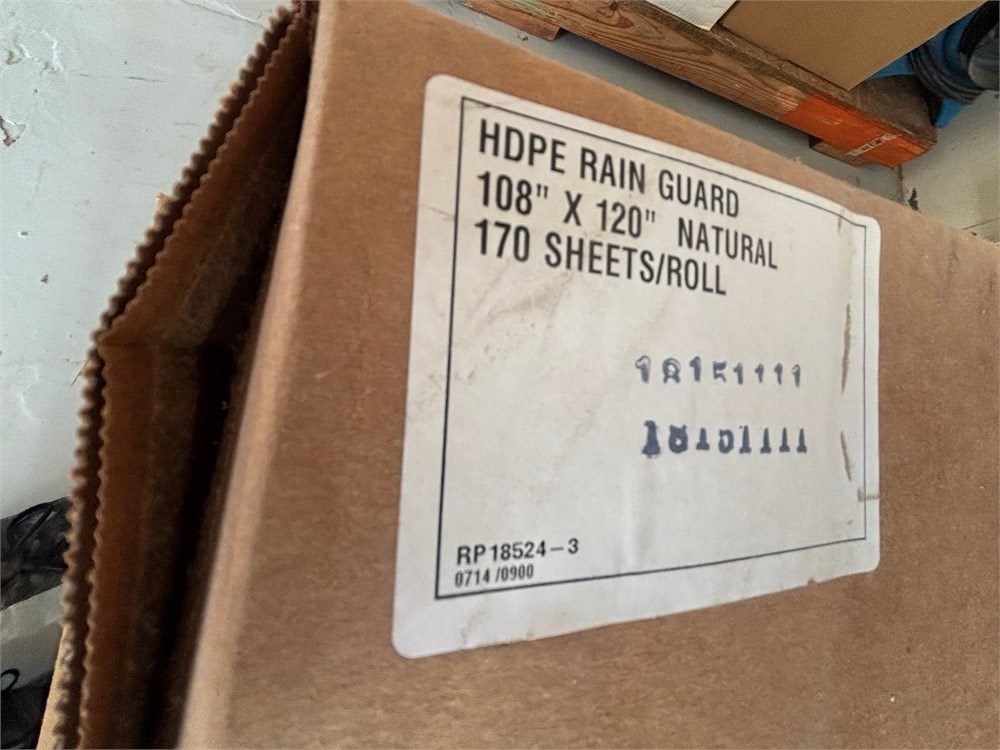 HDPE RAIN GUARD
108" X 120" NATURAL
170 SHEETS/ROLL
RP18524-3
0714/0900